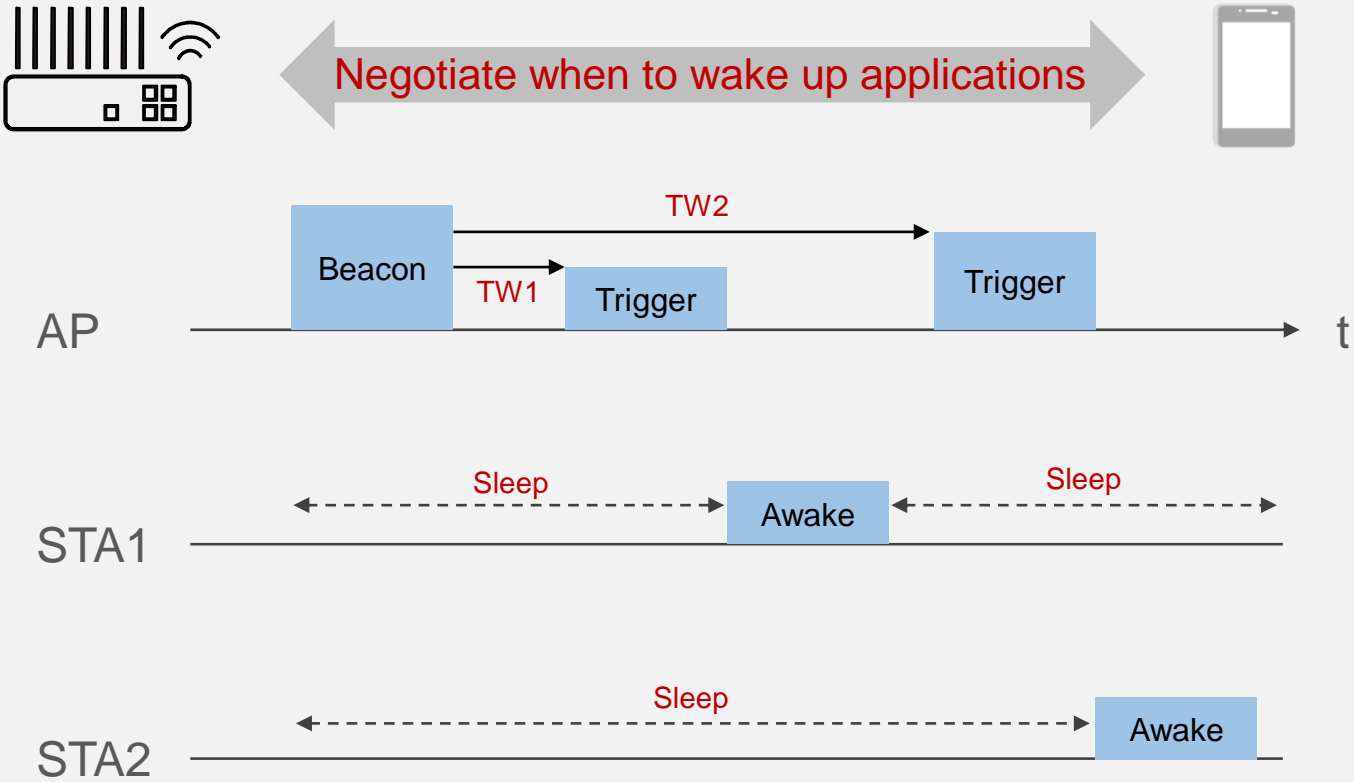 Negotiate when to wake up applications
TW2
Beacon
TW1
Trigger
Trigger
AP
t
Sleep
Awake
Sleep
STA1
Sleep
Awake
STA2